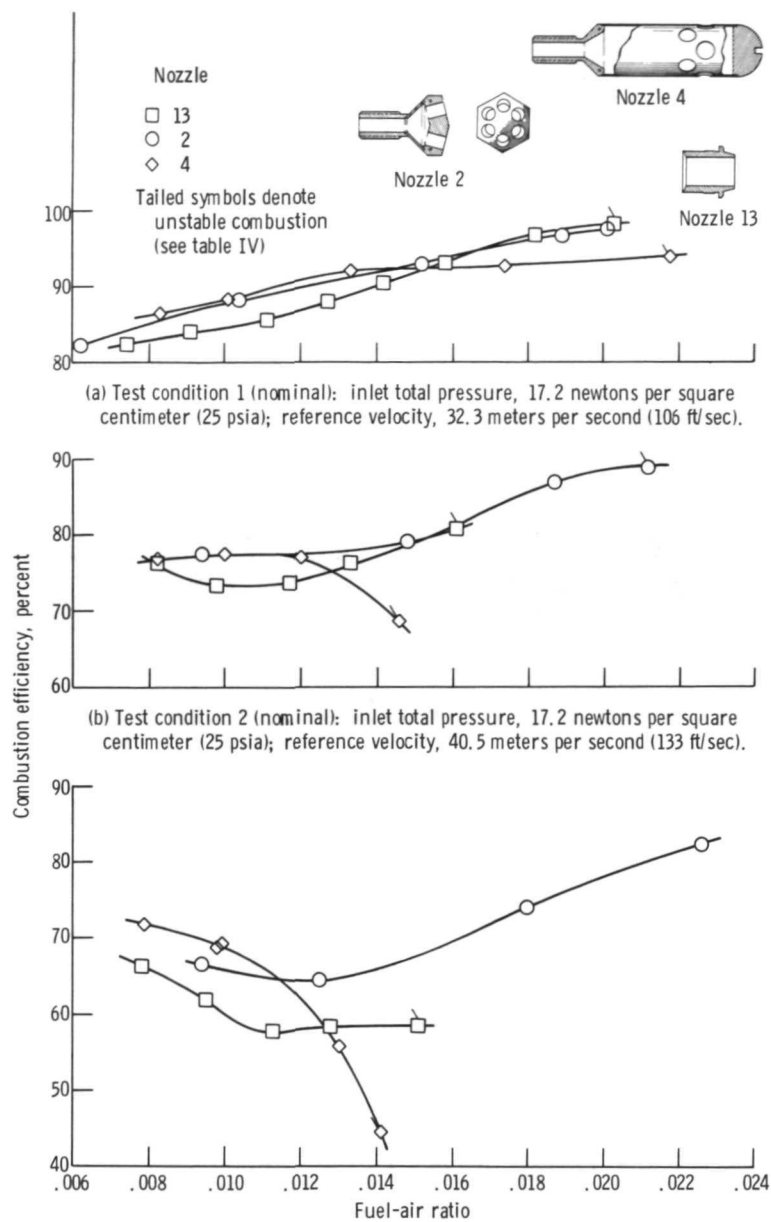 Nozzle
13
2
4
Tailed symbols denote
unstable combustion
(see table IV)
Nozzle 4
Nozzle 2
Nozzle 13
100
90
80
(a) Test condition 1 (nominal): inlet total pressure, 17.2 newtons per square
centimeter (25 psia); reference velocity, 32.3 meters per second (106 ft/sec).
90
80
70
60
(b) Test condition 2 (nominal): inlet total pressure, 17.2 newtons per square
centimeter (25 psia); reference velocity, 40.5 meters per second (133 ft/sec).
Combustion efficiency, percent
90
80
70
60
50
40
.006 .008 .010 .012 .014 .016 .018 .020 .022 .024
Fuel-air ratio